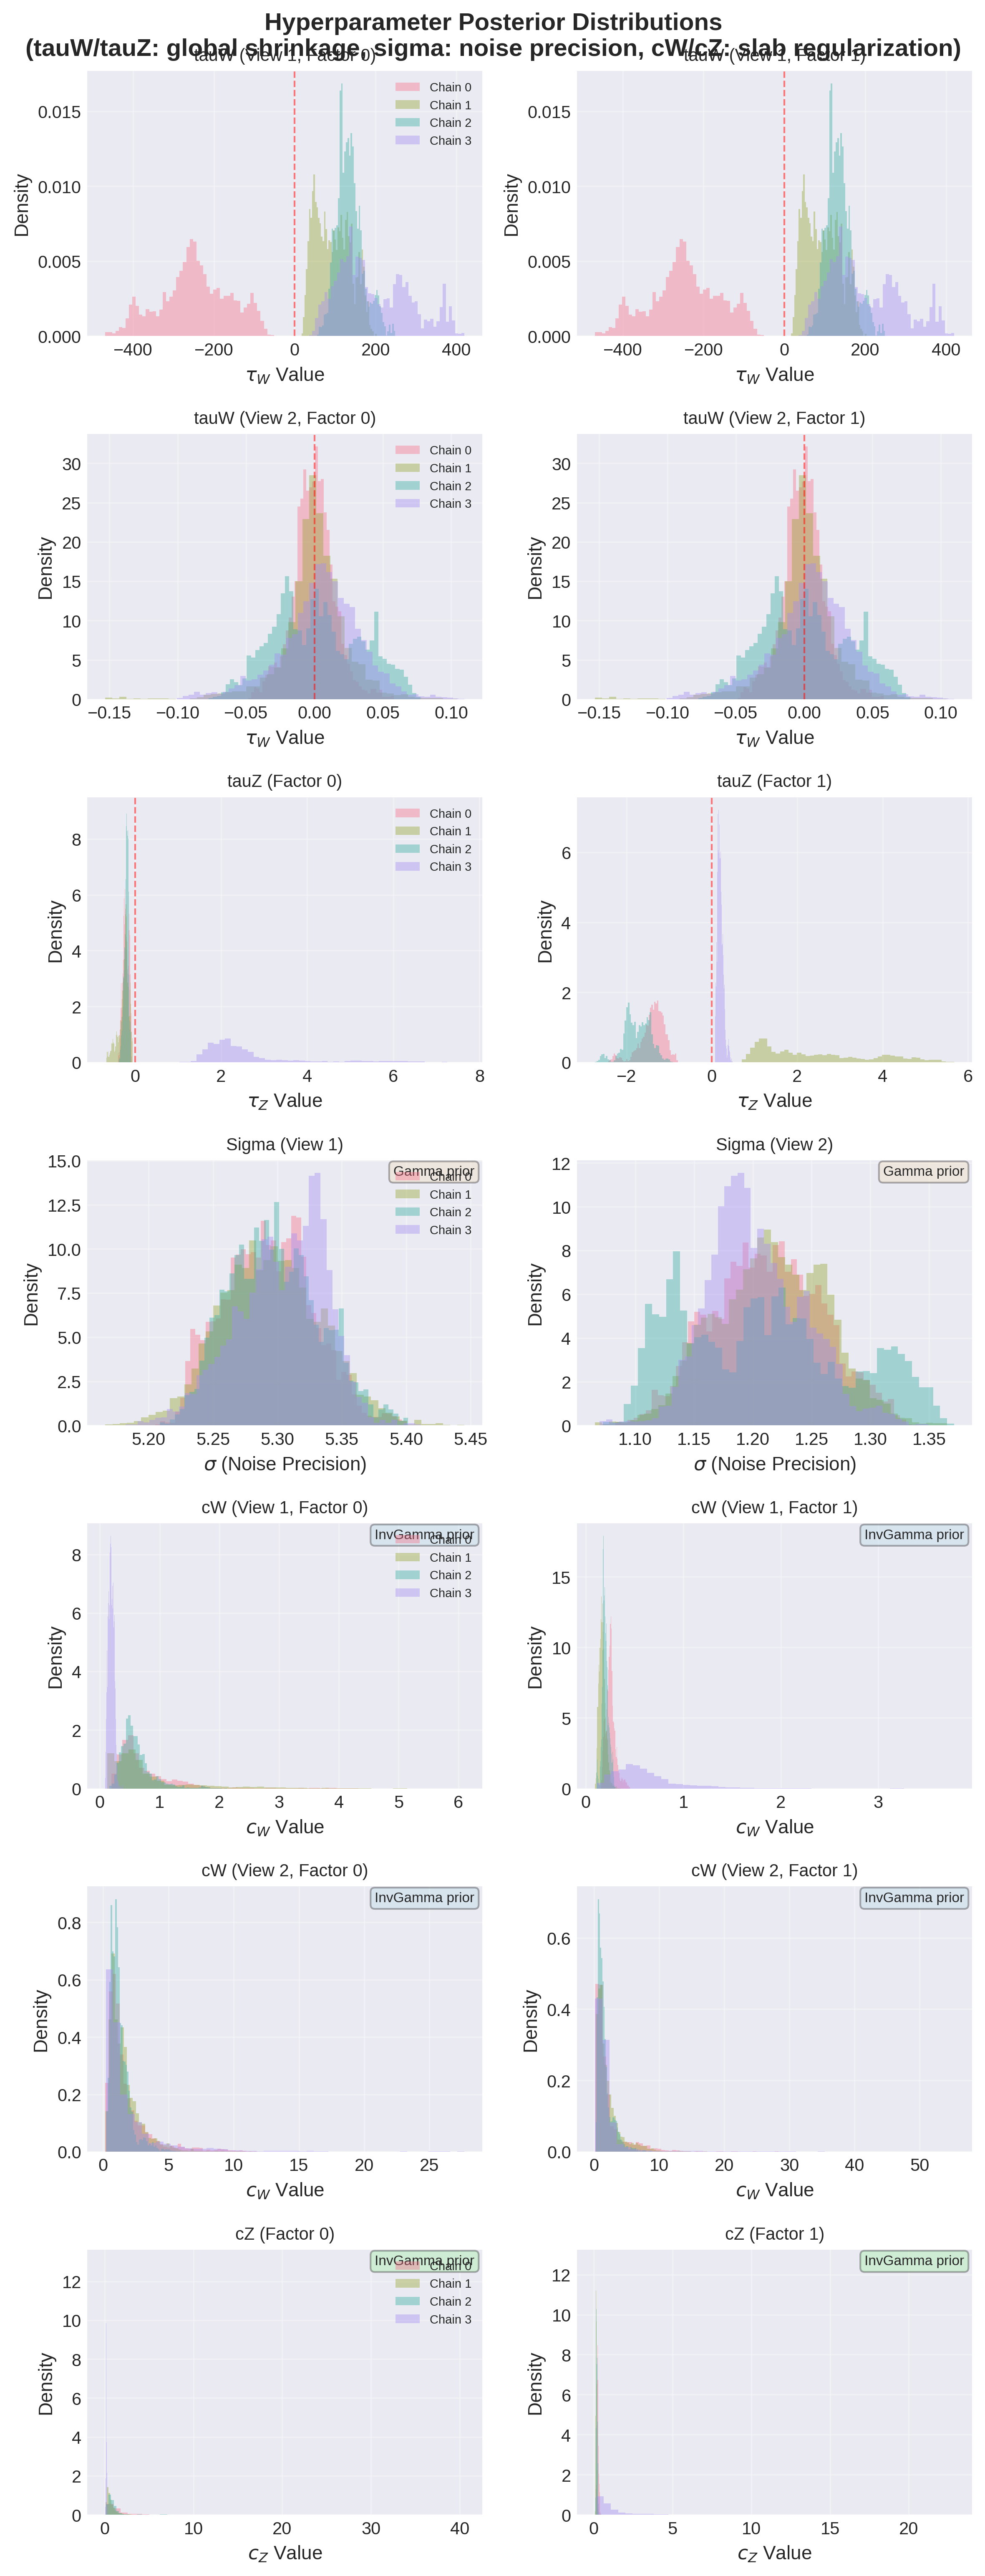 Hyperparameter Posterior Distributions
(tauW/tauZ: global shrinkage, sigma: noise precision, cW/cZ: slab regularization)
tauW (View 1, Factor 0)
tauW (View 1, Factor 1)
Chain 0
Chain 1
Chain 2
Chain 3
Density
0.015
0.010
0.005
0.000
−400 −200 0 200 400
τW Value
Density
0.015
0.010
0.005
0.000
−400 −200 0 200 400
τW Value
tauW (View 2, Factor 0)
Chain 0
Chain 1
Chain 2
Chain 3
Density
30
25
20
15
10
5
0
−0.15 −0.10 −0.05 0.00 0.05 0.10
τW Value
tauW (View 2, Factor 1)
Density
30
25
20
15
10
5
0
−0.15 −0.10 −0.05 0.00 0.05 0.10
τW Value
tauZ (Factor 0)
Chain 0
Chain 1
Chain 2
Chain 3
Density
8
6
4
2
0
0 2 4 6 8
τZ Value
tauZ (Factor 1)
Density
6
4
2
0
−2 0 2 4 6
τZ Value
Sigma (View 1)
Gamma prior
Chain 0
Chain 1
Chain 2
Chain 3
Density
15.0
12.5
10.0
7.5
5.0
2.5
0.0
5.20 5.25 5.30 5.35 5.40 5.45
σ (Noise Precision)
Sigma (View 2)
Gamma prior
Density
12
10
8
6
4
2
0
1.10 1.15 1.20 1.25 1.30 1.35
σ (Noise Precision)
cW (View 1, Factor 0)
InvGamma prior
Chain 0
Chain 1
Chain 2
Chain 3
Density
8
6
4
2
0
0 1 2 3 4 5 6
cW Value
cW (View 1, Factor 1)
InvGamma prior
Density
15
10
5
0
0 1 2 3
cW Value
cW (View 2, Factor 0)
InvGamma prior
Density
0.8
0.6
0.4
0.2
0.0
0 5 10 15 20 25
cW Value
cW (View 2, Factor 1)
InvGamma prior
Density
0.6
0.4
0.2
0.0
0 10 20 30 40 50
cW Value
cZ (Factor 0)
InvGamma prior
Chain 0
Chain 1
Chain 2
Chain 3
Density
12
10
8
6
4
2
0
0 10 20 30 40
cZ Value
cZ (Factor 1)
InvGamma prior
Density
12
10
8
6
4
2
0
0 5 10 15 20
cZ Value